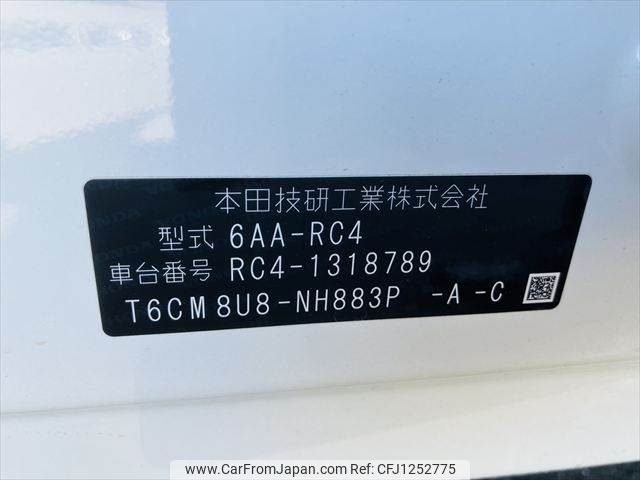 本田技研工業株式会社
型式 6AA-RC4
車台番号 RC4-1318789
T6CM8U8-NH883P -A -C
www.CarFromJapan.com - CFJ1252775